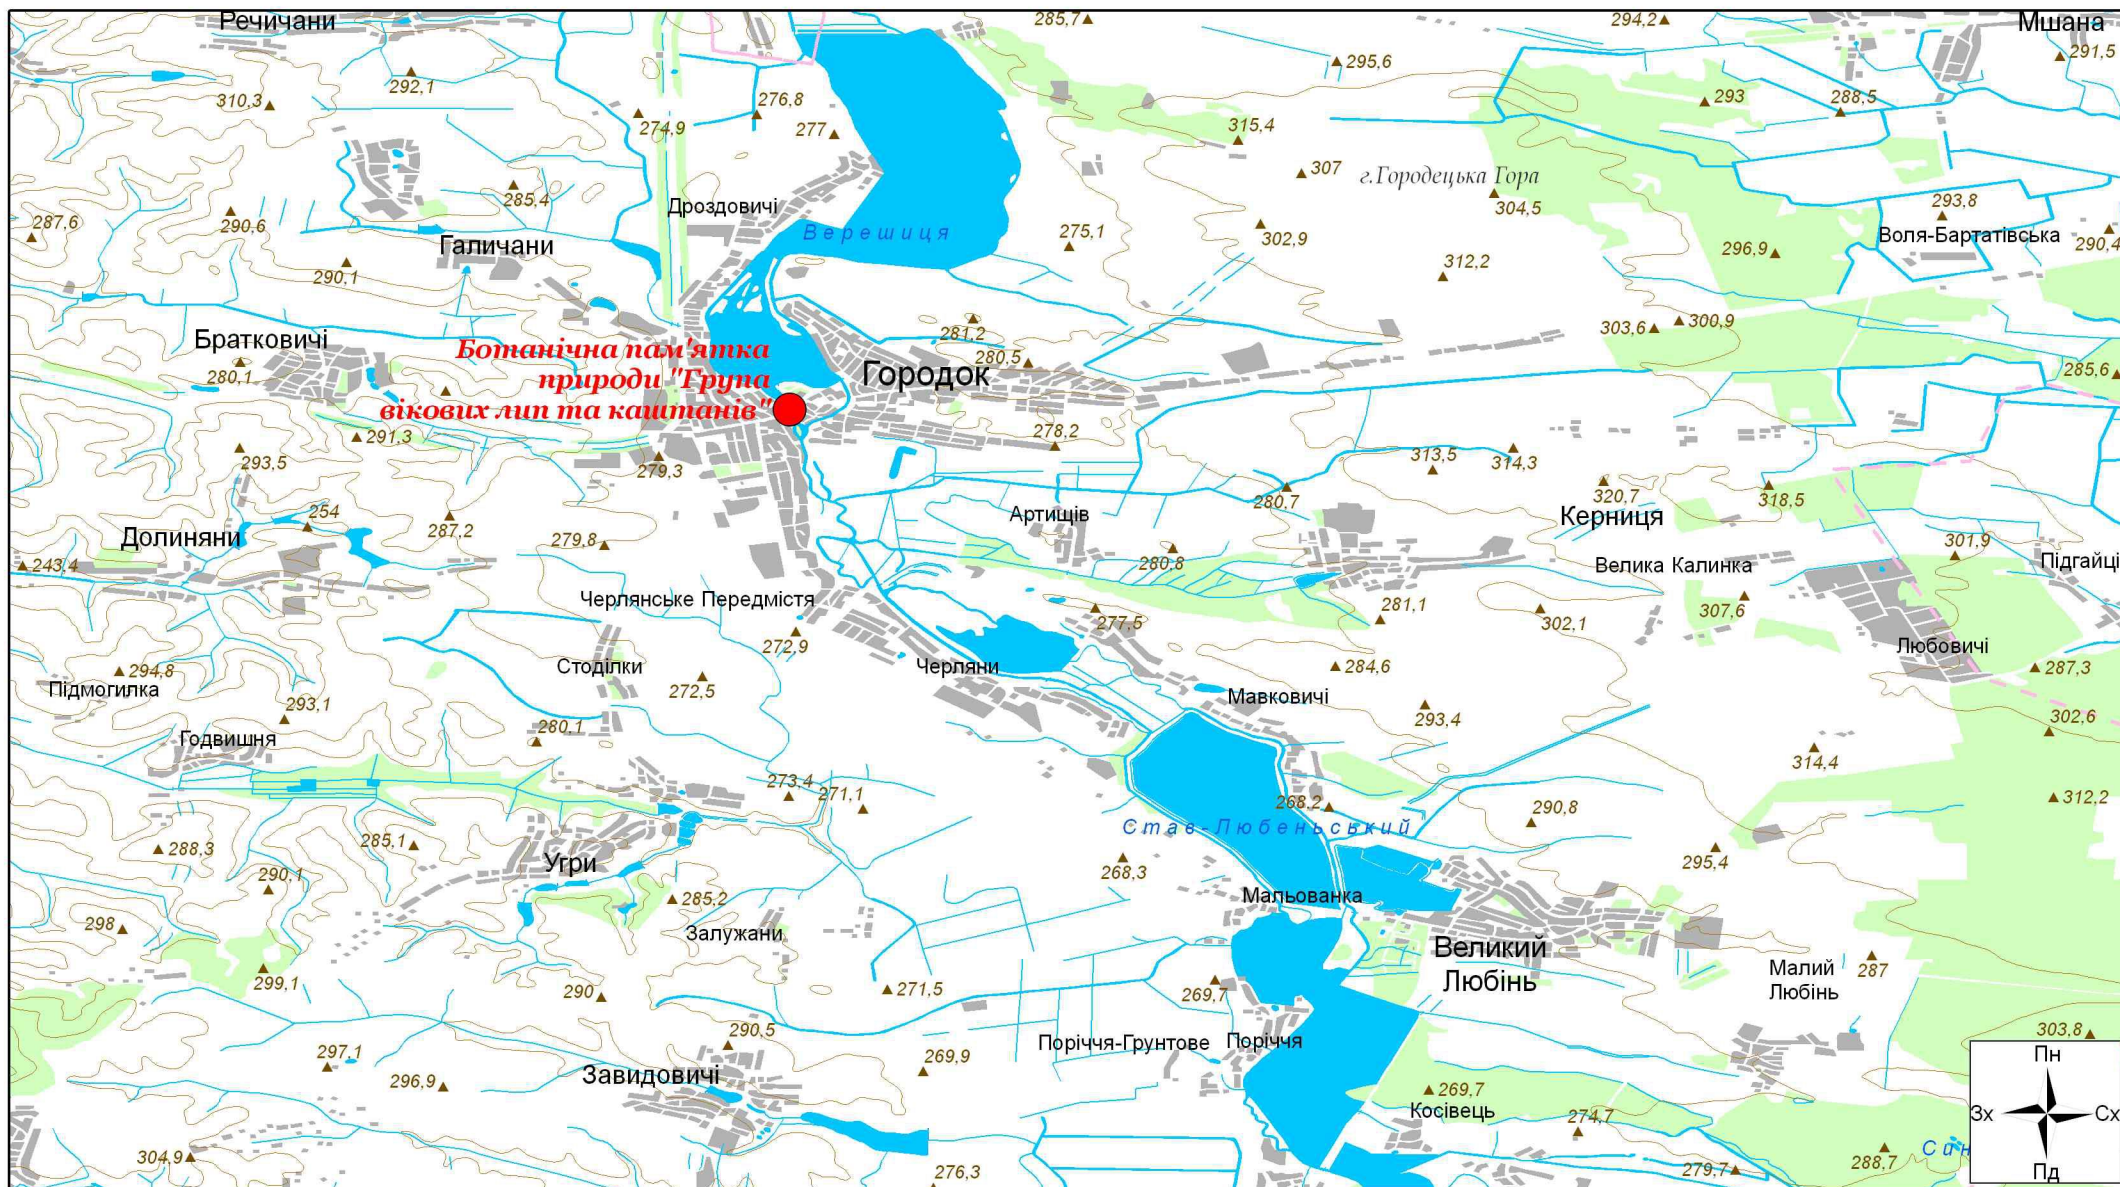 Речичани
285,7
294,2
Мшана
291,5
295,6
292,1
310,3
276,8
277
274,9
293
288,5
315,4
307
г.Городецька Гора
304,5
285,4
Дроздовичі
287,6
290,6
Галичани
Верешиця
275,1
302,9
293,8
Воля-Бартатівська
290,4
290,1
312,2
296,9
281,2
303,6
300,9
Братковичі
280,1
Ботанічна пам'ятка
природи "Група
вікових лип та каштанів"
280,5
Городок
285,6
291,3
293,5
279,3
278,2
313,5
314,3
280,7
320,7
318,5
254
287,2
Артищів
Керниця
Долиняни
279,8
280,8
301,9
Підгайці
243,4
Велика Калинка
Черлянське Передмістя
277,5
281,1
302,1
307,6
272,9
Любовичі
Стоділки
Черляни
284,6
287,3
294,8
Підмогилка
272,5
Мавковичі
293,1
293,4
302,6
Годвишня
280,1
314,4
273,4
271,1
268,2
290,8
312,2
Став-Любеньський
288,3
285,1
Угри
268,3
295,4
290,1
285,2
Мальованка
298
Залужани
Великий
Любінь
299,1
290
271,5
269,7
Малий
Любінь
287
290,5
Поріччя-Грунтове
Поріччя
303,8
297,1
296,9
Завидовичі
269,9
269,7
Косівець
274,7
304,9
276,3
279,7
288,7
Син
Пн
Зх
Сх
Пд